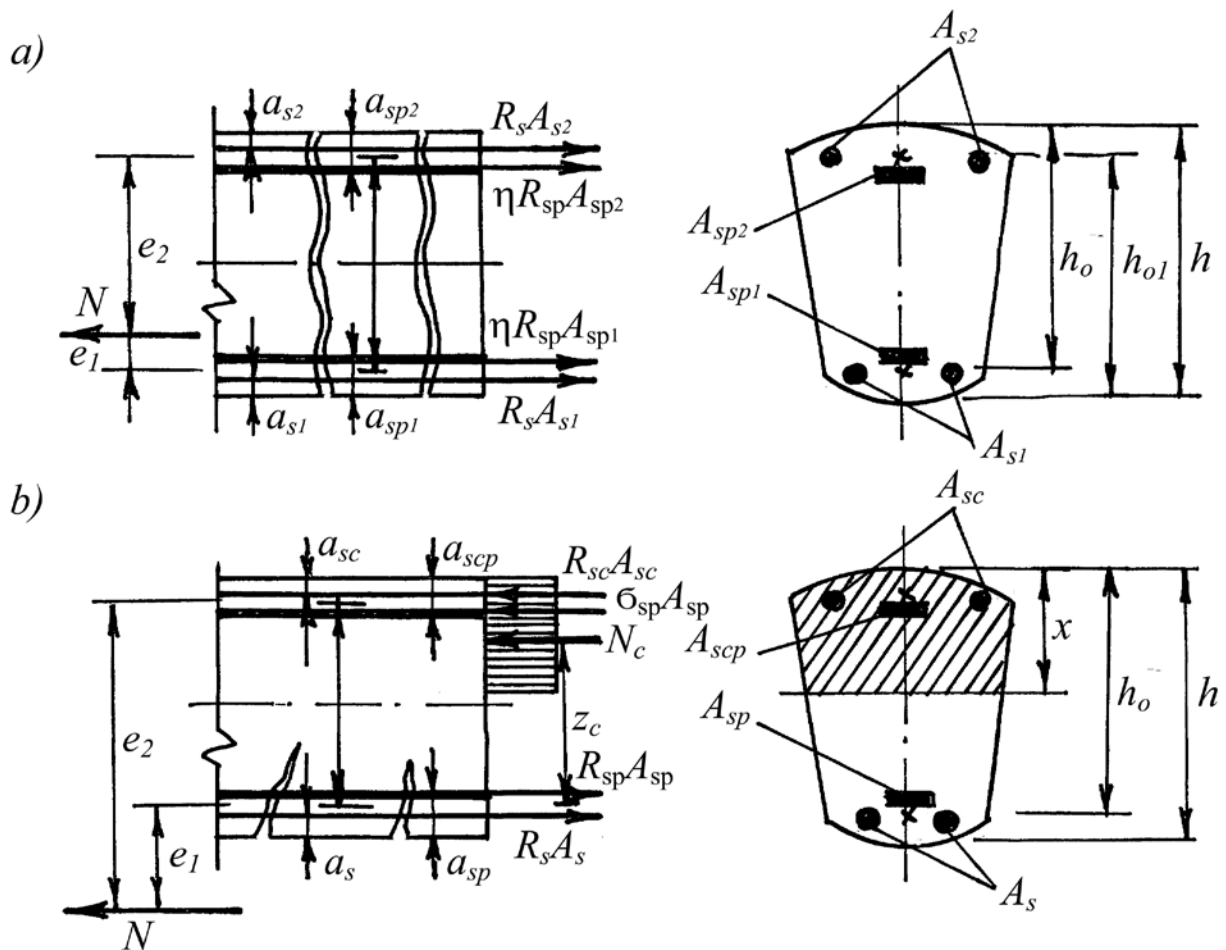 a)
a_{s2}
a_{sp2}
R_sA_{s2}
ηR_{sp}A_{sp2}
e_2
N
e_1
ηR_{sp}A_{sp1}
R_sA_{s1}
a_{s1}
a_{sp1}
A_{s2}
A_{sp2}
A_{sp1}
h_o
h_{o1}
h
A_{s1}
b)
a_{sc}
a_{scp}
R_{sc}A_{sc}
б_{sp}A_{sp}
N_c
z_c
e_2
R_{sp}A_{sp}
e_1
R_sA_s
a_s
a_{sp}
N
A_{sc}
A_{scp}
A_{sp}
x
h_o
h
A_s